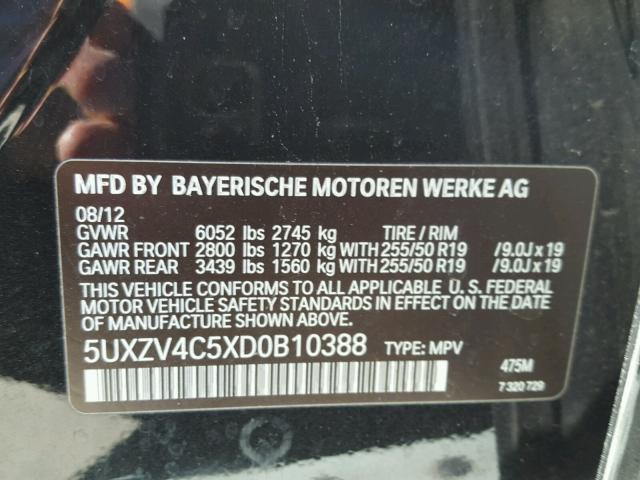 MFD BY BAYERISCHE MOTOREN WERKE AG
08/12
GVWR 6052 lbs 2745 kg TIRE / RIM
GAWR FRONT 2800 lbs 1270 kg WITH 255/50 R19 /9.0J x 19
GAWR REAR 3439 lbs 1560 kg WITH 255/50 R19 /9.0J x 19
THIS VEHICLE CONFORMS TO ALL APPLICABLE U. S. FEDERAL
MOTOR VEHICLE SAFETY STANDARDS IN EFFECT ON THE
DATE OF MANUFACTURE SHOWN ABOVE.
5UXZV4C5XD0B10388 TYPE: MPV
475M
7 320 729